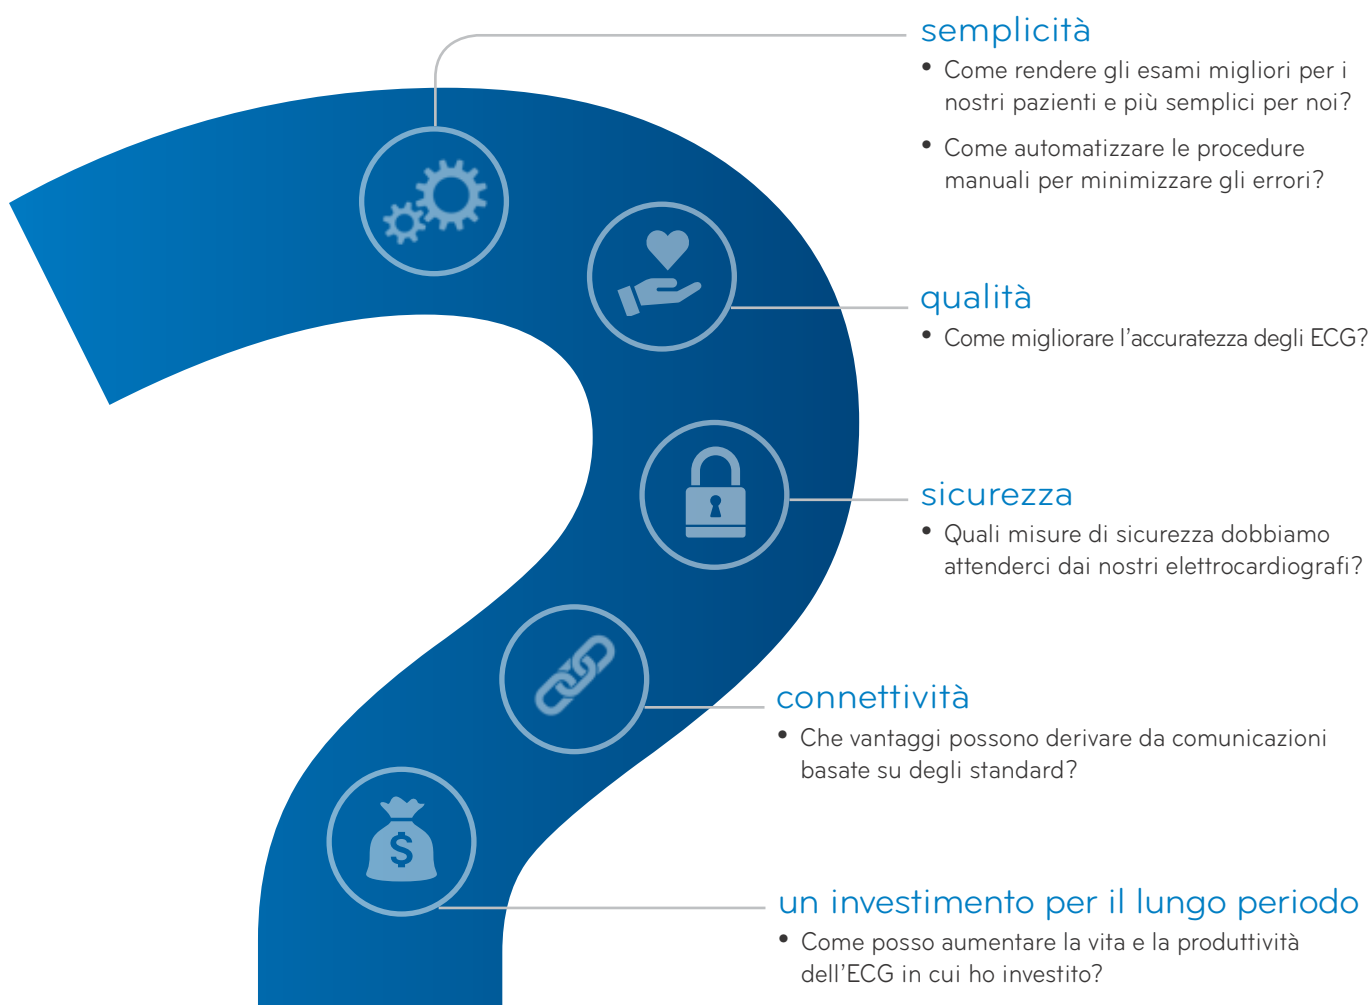 semplicità
• Come rendere gli esami migliori per i
nostri pazienti e più semplici per noi?
• Come automatizzare le procedure
manuali per minimizzare gli errori?
qualità
• Come migliorare l’accuratezza degli ECG?
sicurezza
• Quali misure di sicurezza dobbiamo
attenderci dai nostri elettrocardiografi?
connettività
• Che vantaggi possono derivare da comunicazioni
basate su degli standard?
$
un investimento per il lungo periodo
• Come posso aumentare la vita e la produttività
dell’ECG in cui ho investito?